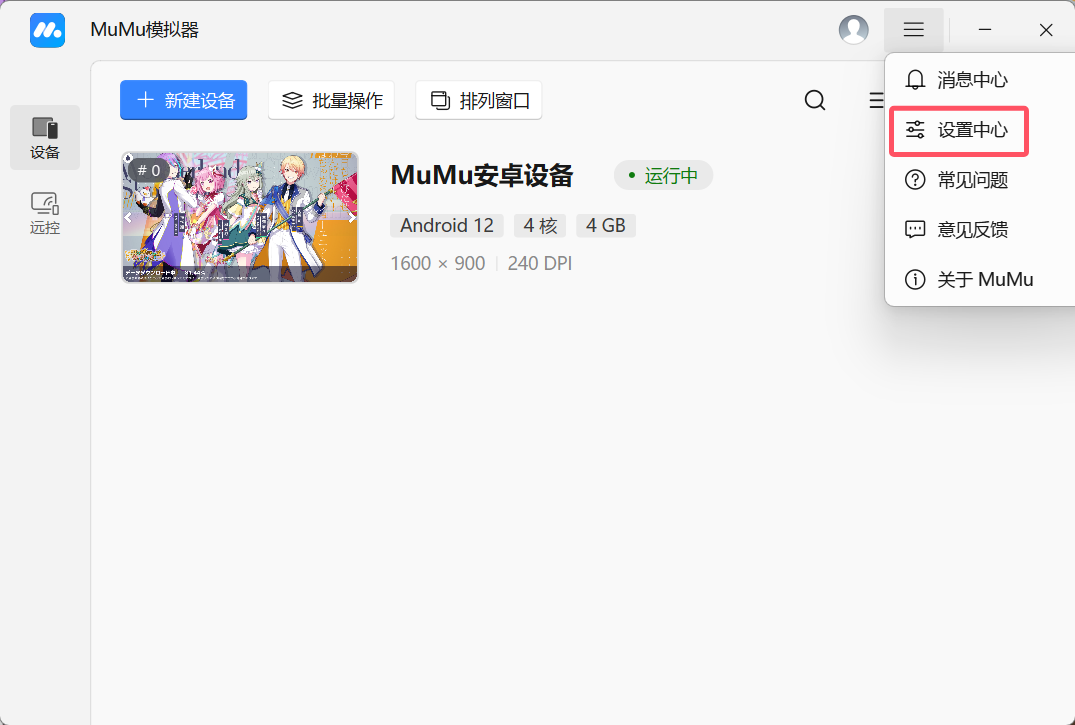 MuMu模拟器
消息中心
设置中心
常见问题
意见反馈
关于 MuMu
设备
远控
新建设备
批量操作
排列窗口
# 0
MuMu安卓设备
运行中
Android 12
4 核
4 GB
1600 × 900
240 DPI